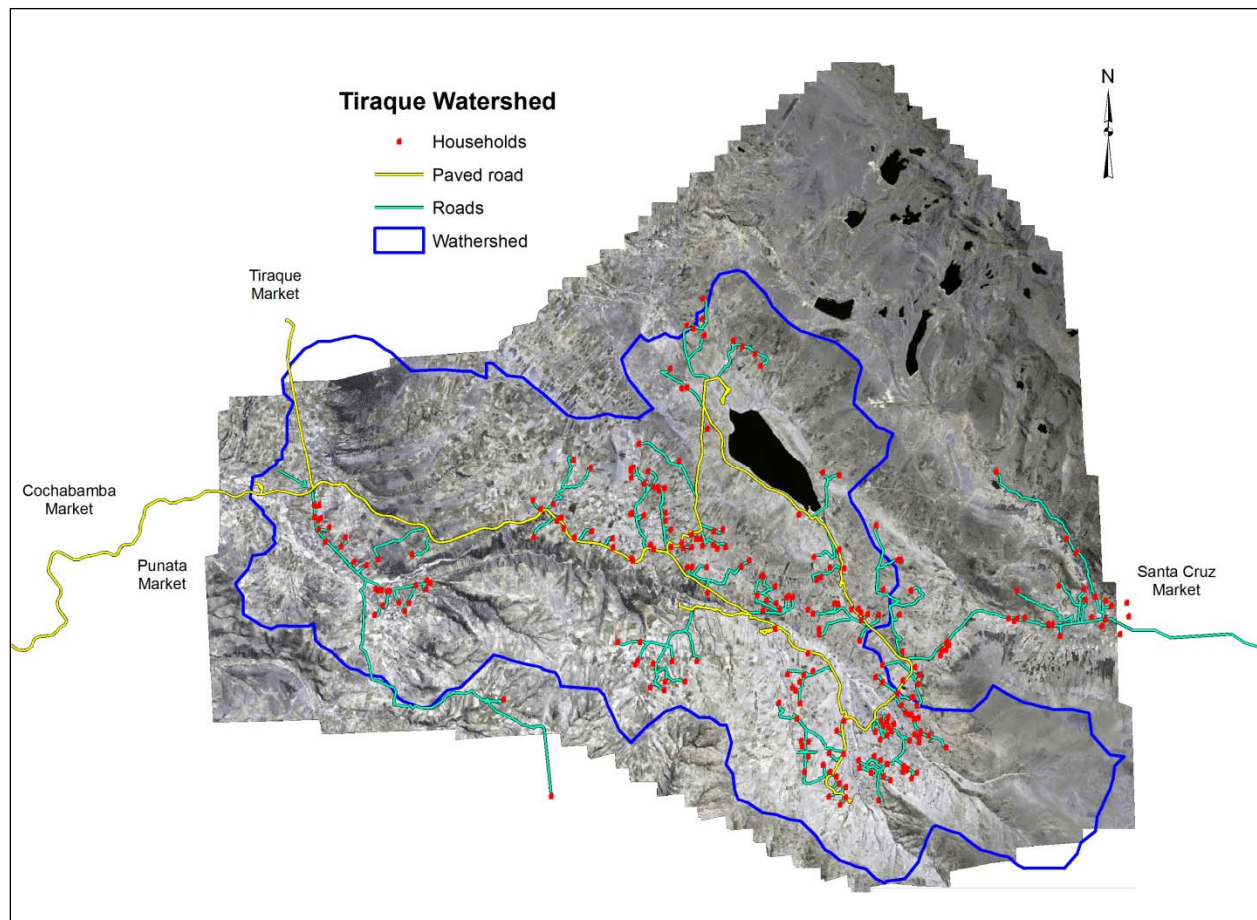 Tiraque Watershed
Households
Paved road
Roads
Wathershed
N
Tiraque
Market
Cochabamba
Market
Punata
Market
Santa Cruz
Market